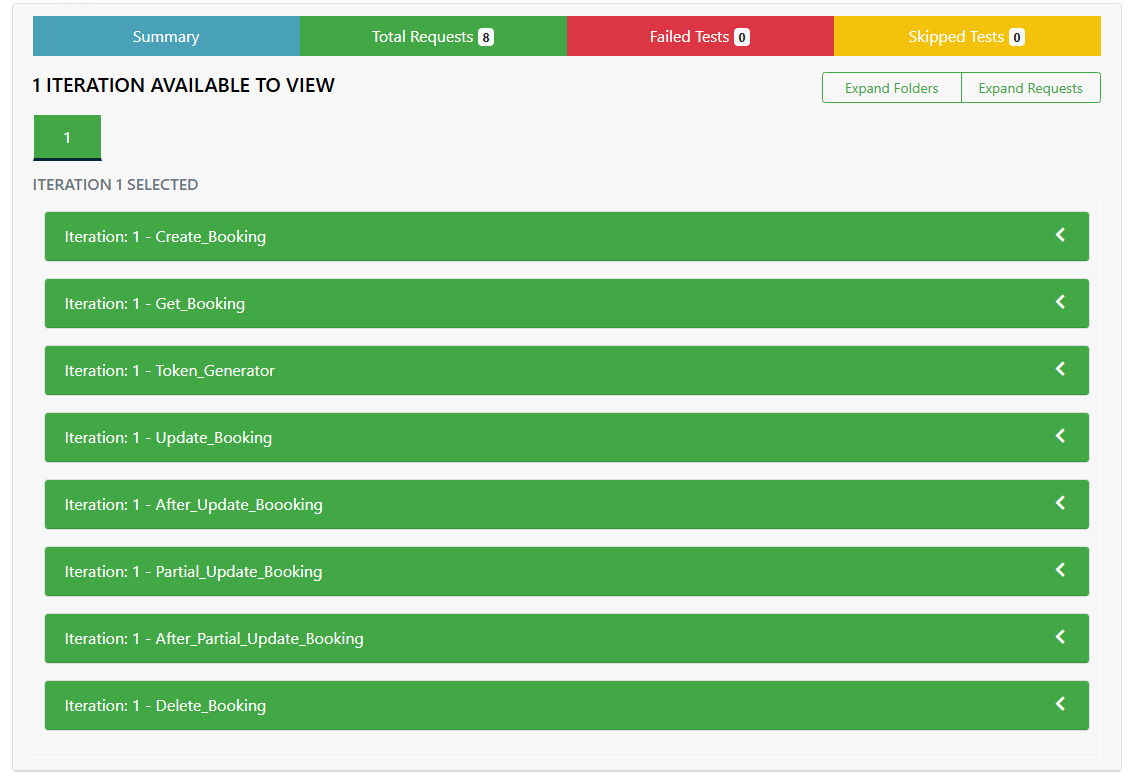 Summary
Total Requests 8
Failed Tests 0
Skipped Tests 0
1 ITERATION AVAILABLE TO VIEW
Expand Folders
Expand Requests
1
ITERATION 1 SELECTED
Iteration: 1 - Create_Booking
Iteration: 1 - Get_Booking
Iteration: 1 - Token_Generator
Iteration: 1 - Update_Booking
Iteration: 1 - After_Update_Boooking
Iteration: 1 - Partial_Update_Booking
Iteration: 1 - After_Partial_Update_Booking
Iteration: 1 - Delete_Booking